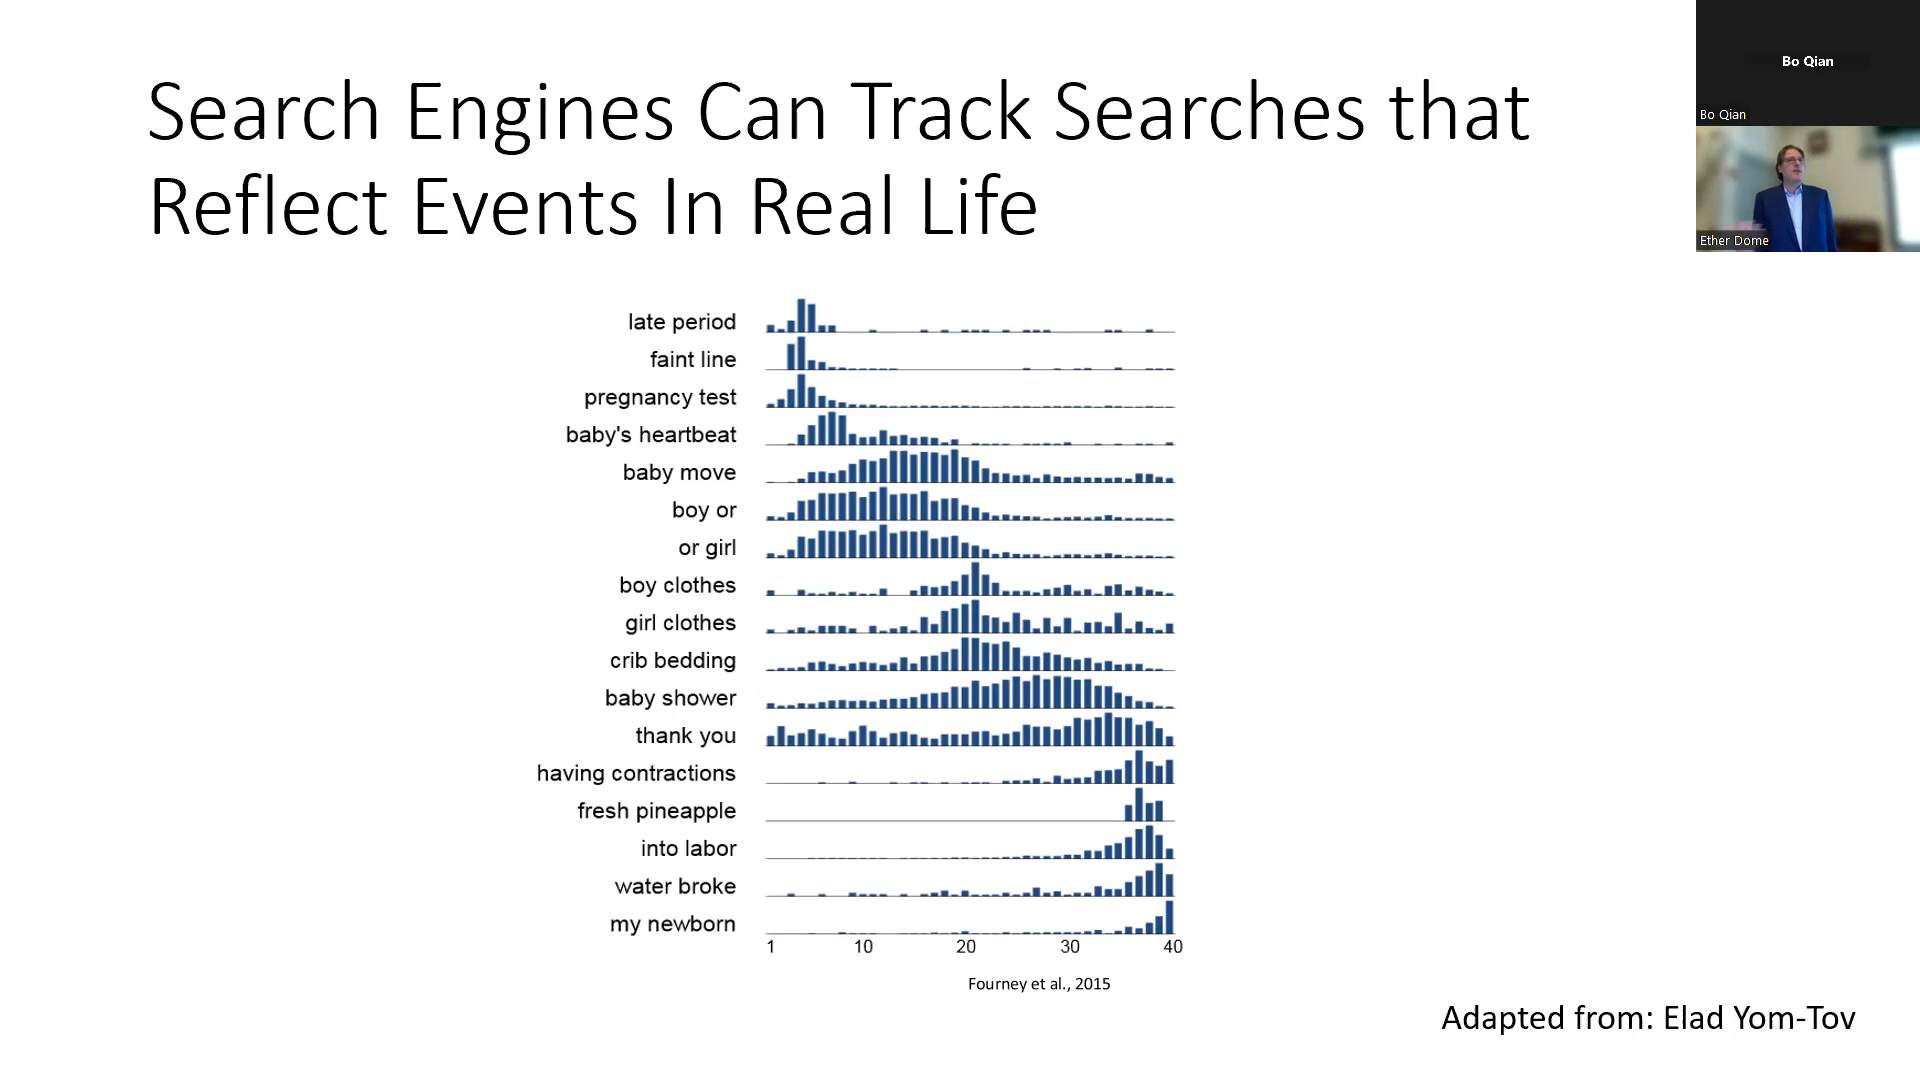 Search Engines Can Track Searches that
Reflect Events In Real Life
Bo Qian
Bo Qian
Ether Dome
late period
faint line
pregnancy test
baby's heartbeat
baby move
boy or
or girl
boy clothes
girl clothes
crib bedding
baby shower
thank you
having contractions
fresh pineapple
into labor
water broke
my newborn
1 10 20 30 40
Fourney et al., 2015
Adapted from: Elad Yom-Tov